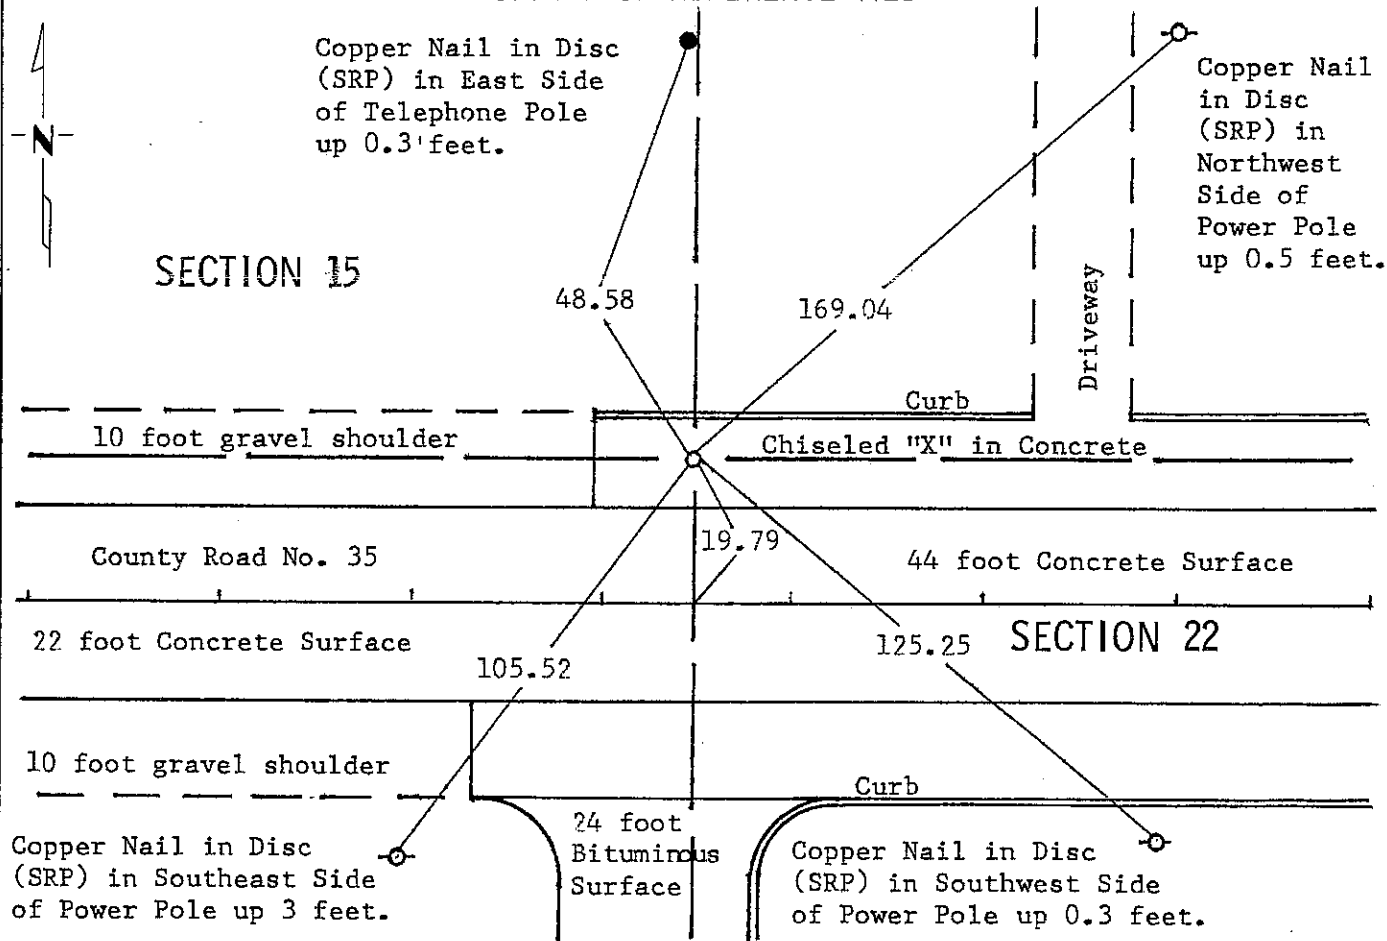 Copper Nail in Disc
(SRP) in East Side
of Telephone Pole
up 0.3'feet.
Copper Nail
in Disc
(SRP) in
Northwest
Side of
Power Pole
up 0.5 feet.
N
SECTION 15
48.58
169.04
Driveway
Curb
10 foot gravel shoulder
Chiseled "X" in Concrete
19.79
County Road No. 35
44 foot Concrete Surface
22 foot Concrete Surface
105.52
125.25
SECTION 22
10 foot gravel shoulder
Curb
24 foot
Bituminous
Surface
Copper Nail in Disc
(SRP) in Southeast Side
of Power Pole up 3 feet.
Copper Nail in Disc
(SRP) in Southwest Side
of Power Pole up 0.3 feet.